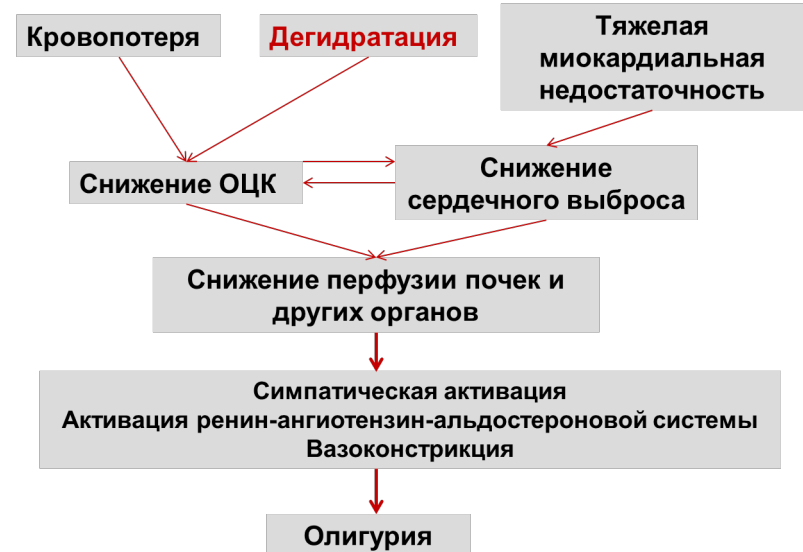 Кровопотеря
Дегидратация
Тяжелая
миокардиальная
недостаточность
Снижение ОЦК
Снижение
сердечного выброса
Снижение перфузии почек и
других органов
Симпатическая активация
Активация ренин-ангиотензин-альдостероновой системы
Вазоконстрикция
Олигурия